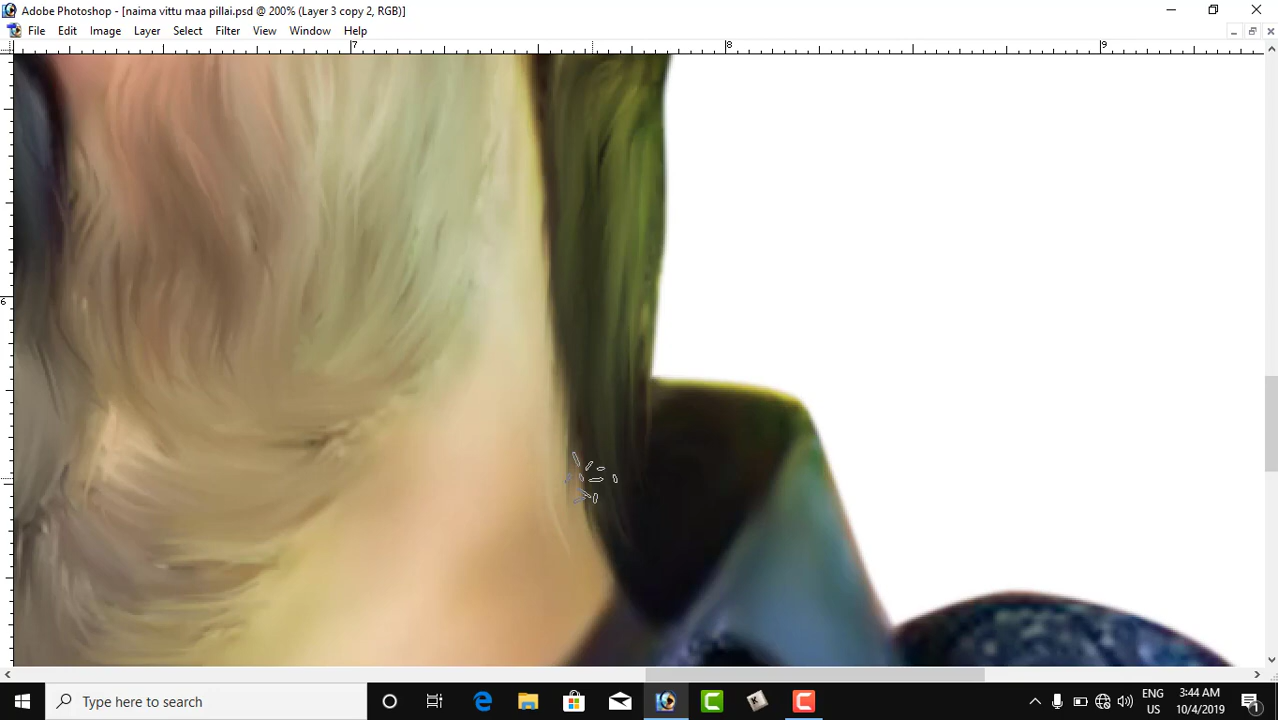 Adobe Photoshop - [naima vittu maa pillai.psd @ 200% (Layer 3 copy 2, RGB)]
File Edit Image Layer Select Filter View Window Help
7 8 9
6
Type here to search
ENG
US
3:44 AM
10/4/2019
1